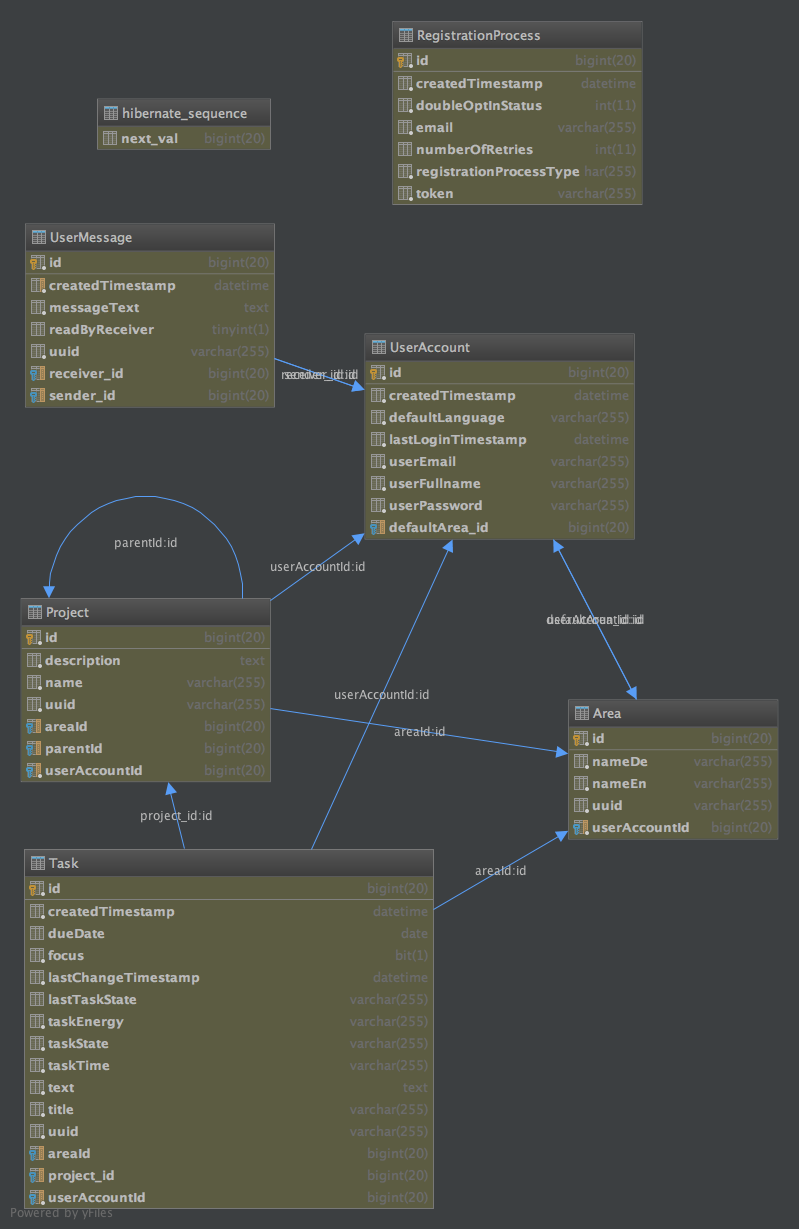 RegistrationProcess
id bigint(20)
createdTimestamp datetime
doubleOptInStatus int(11)
email varchar(255)
numberOfRetries int(11)
registrationProcessType har(255)
token varchar(255)
hibernate_sequence
next_val bigint(20)
UserMessage
id bigint(20)
createdTimestamp datetime
messageText text
readByReceiver tinyint(1)
uuid varchar(255)
receiver_id bigint(20)
sender_id bigint(20)
UserAccount
id bigint(20)
createdTimestamp datetime
defaultLanguage varchar(255)
lastLoginTimestamp datetime
userEmail varchar(255)
userFullname varchar(255)
userPassword varchar(255)
defaultArea_id bigint(20)
parentId:id
userAccountId:id
Project
id bigint(20)
description text
name varchar(255)
uuid varchar(255)
areaId bigint(20)
parentId bigint(20)
userAccountId bigint(20)
userAccountId:id
areaId:id
Area
id bigint(20)
nameDe varchar(255)
nameEn varchar(255)
uuid varchar(255)
userAccountId bigint(20)
project_id:id
areaId:id
Task
id bigint(20)
createdTimestamp datetime
dueDate date
focus bit(1)
lastChangeTimestamp datetime
lastTaskState varchar(255)
taskEnergy varchar(255)
taskState varchar(255)
taskTime varchar(255)
text text
title varchar(255)
uuid varchar(255)
areaId bigint(20)
project_id bigint(20)
userAccountId bigint(20)
Powered by yFiles